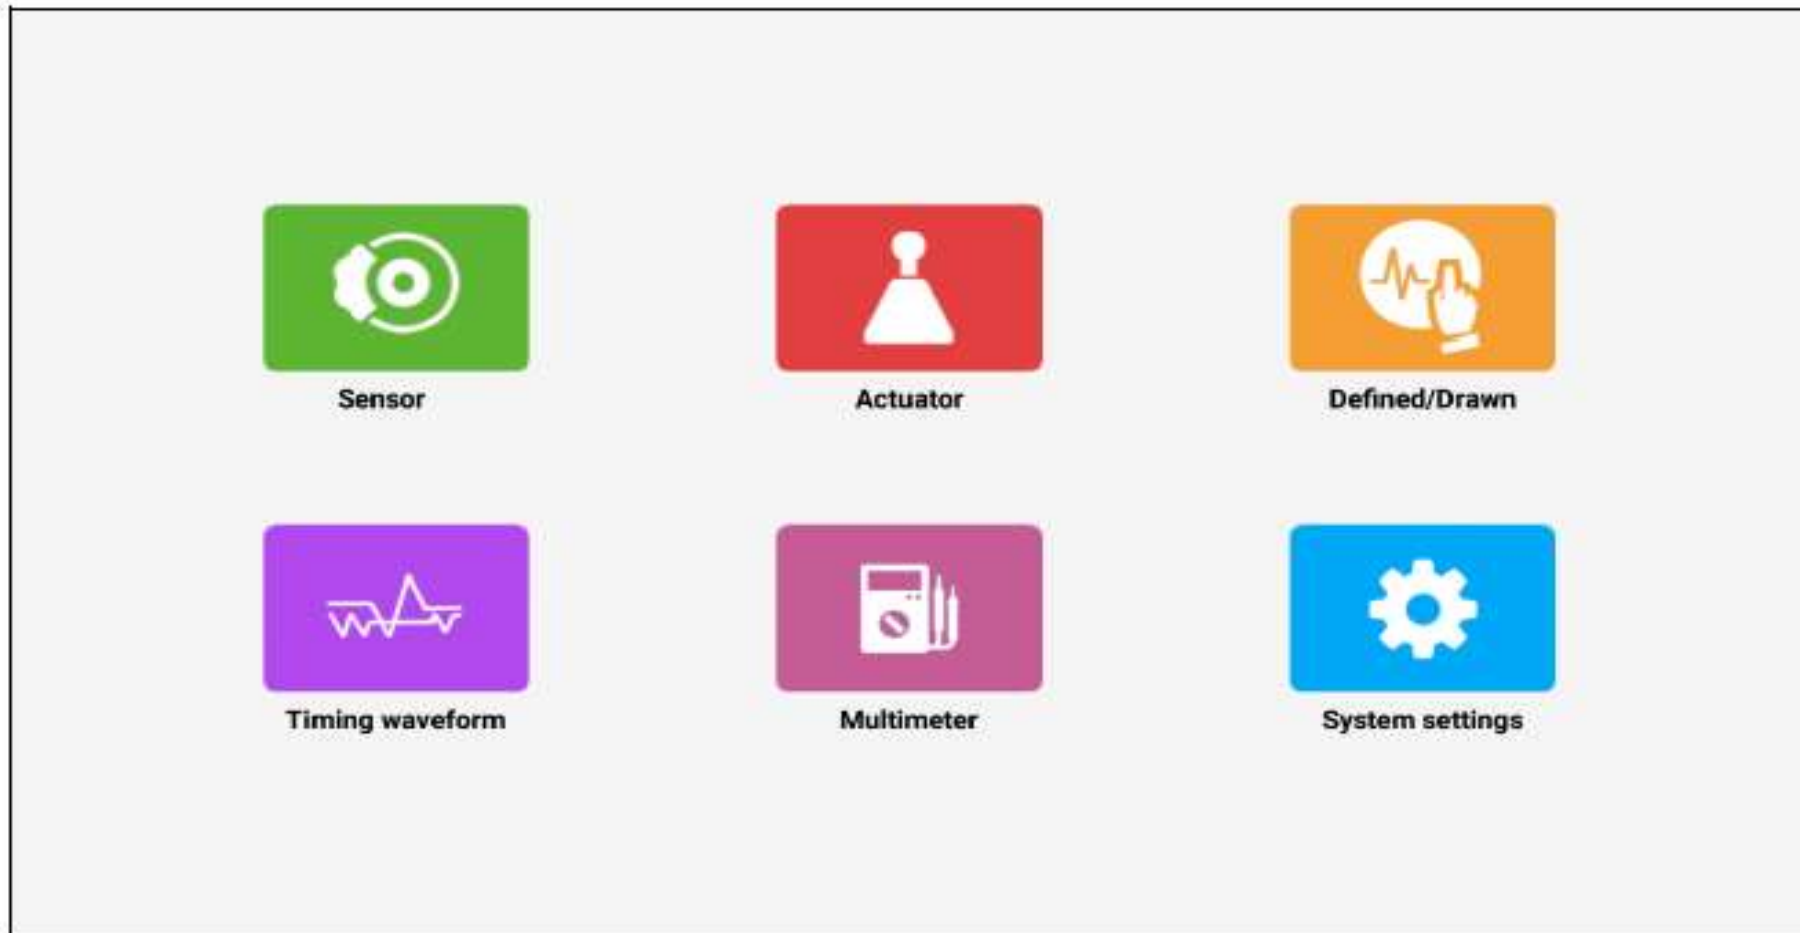 Sensor
Actuator
Defined/Drawn
Timing waveform
Multimeter
System settings